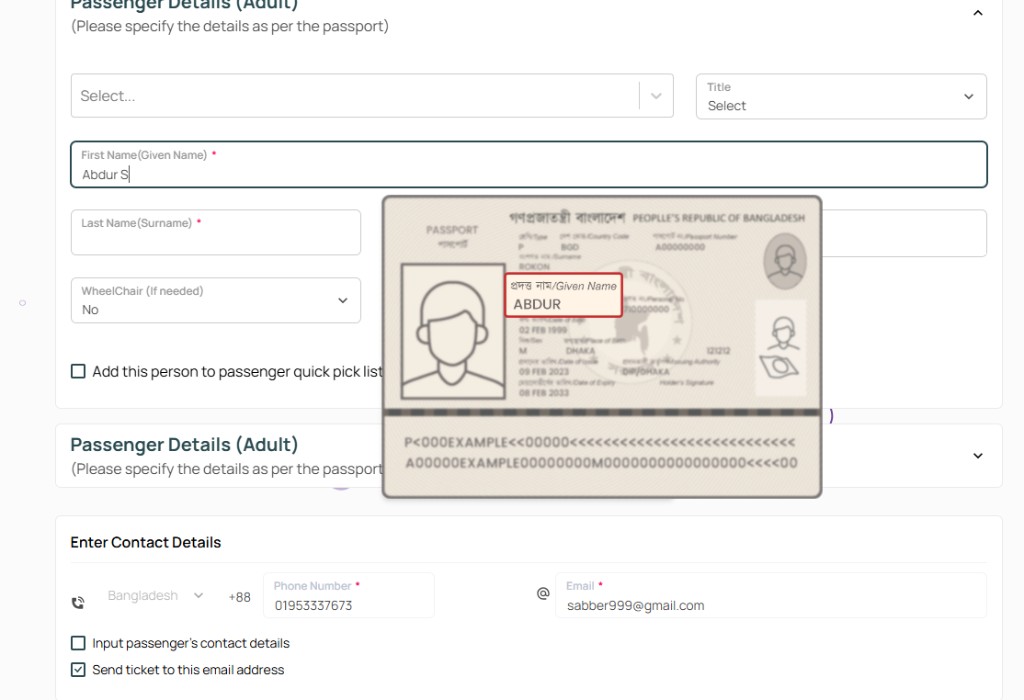 Passenger Details (Adult)
(Please specify the details as per the passport)
Select...
Title
Select
First Name(Given Name) *
Abdur S
Last Name(Surname) *
WheelChair (If needed)
No
Add this person to passenger quick pick list
PASSPORT
পাসপোর্ট
গণপ্রজাতন্ত্রী বাংলাদেশ PEOPLLE'S REPUBLIC OF BANGLADESH
P BGD A00000000
ROKON
প্রদত্ত নাম/Given Name
ABDUR
02 FEB 1999
M DHAKA 121212
09 FEB 2023 DIP/DHAKA
Holder's Signature
08 FEB 2033
P<000EXAMPLE<<00000<<<<<<<<<<<<<<<<<<<<<<<<<<
A00000EXAMPLE00000000M0000000000000000<<<<00
Passenger Details (Adult)
(Please specify the details as per the passport
)
Enter Contact Details
Bangladesh
+88
Phone Number *
01953337673
@
Email *
sabber999@gmail.com
Input passenger's contact details
Send ticket to this email address